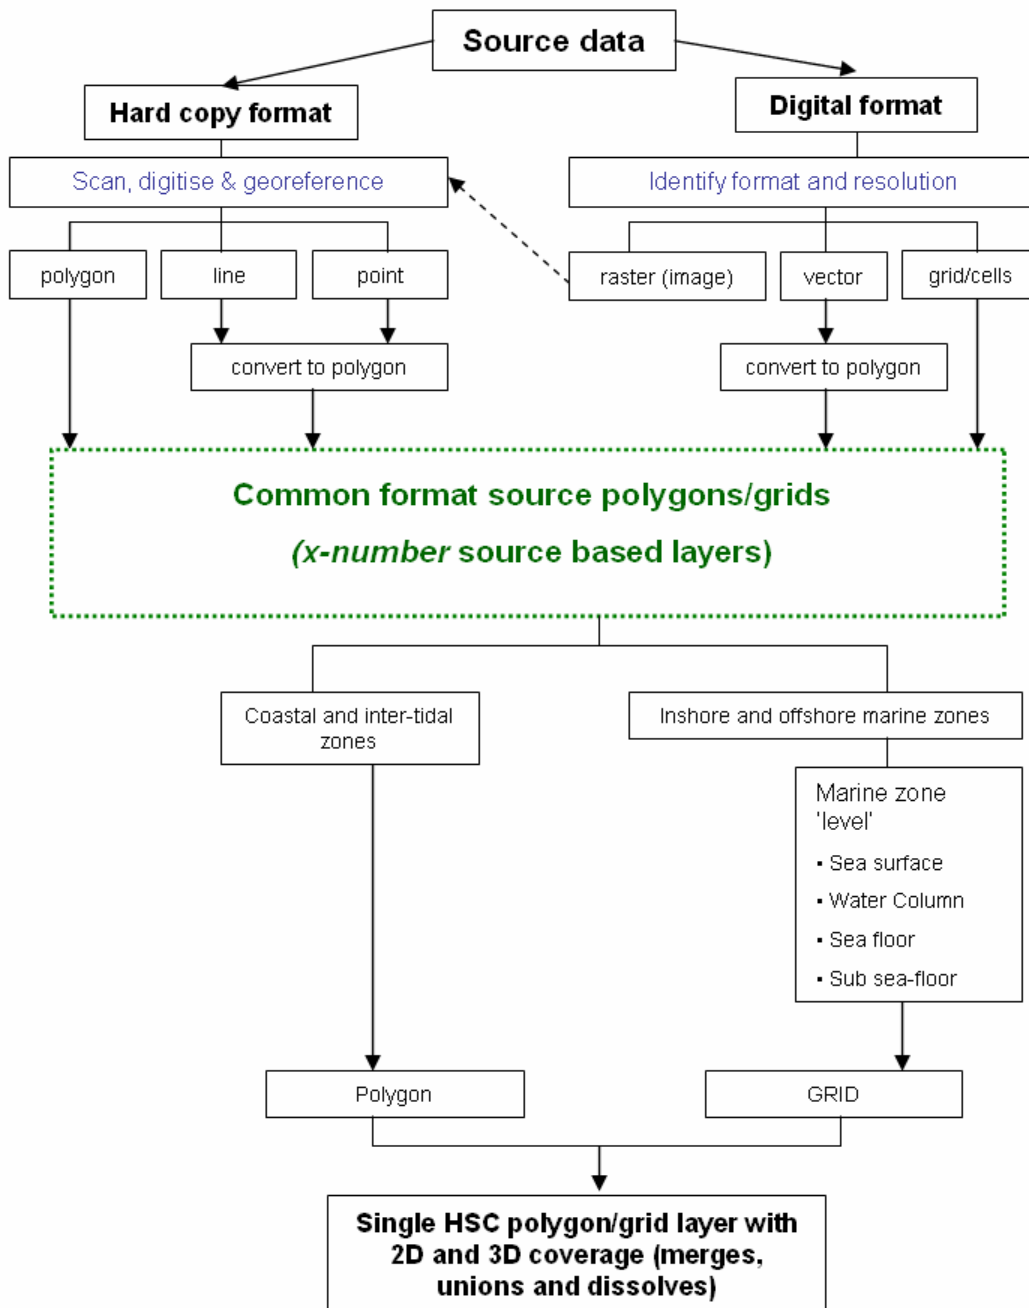 Source data
Hard copy format
Digital format
Scan, digitise & georeference
Identify format and resolution
polygon
line
point
raster (image)
vector
grid/cells
convert to polygon
convert to polygon
Common format source polygons/grids
(x-number source based layers)
Coastal and inter-tidal
zones
Inshore and offshore marine zones
Marine zone
'level'
▪ Sea surface
▪ Water Column
▪ Sea floor
▪ Sub sea-floor
Polygon
GRID
Single HSC polygon/grid layer with
2D and 3D coverage (merges,
unions and dissolves)